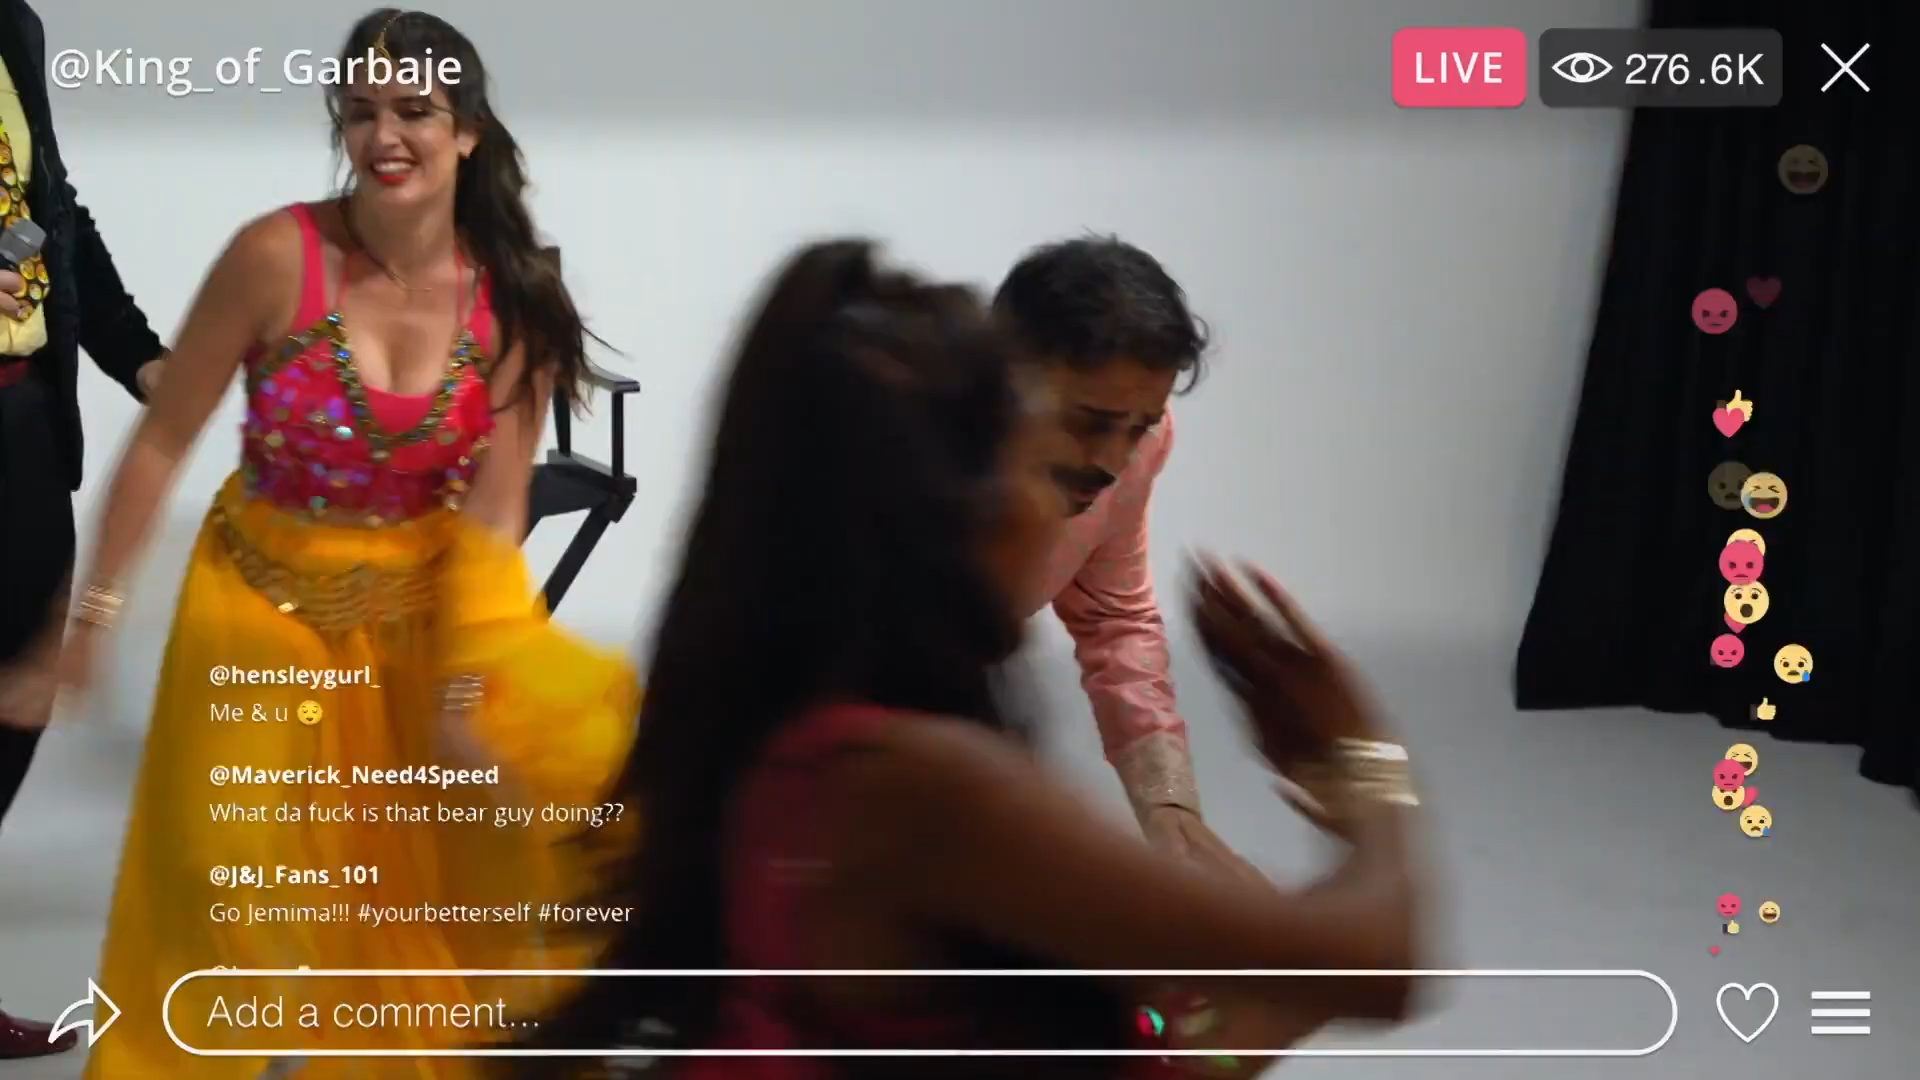 @King_of_Garbaje
LIVE
276.6K
@hensleygurl_
Me & u 😌
@Maverick_Need4Speed
What da fuck is that bear guy doing??
@J&J_Fans_101
Go Jemima!!! #yourbetterself #forever
Add a comment...